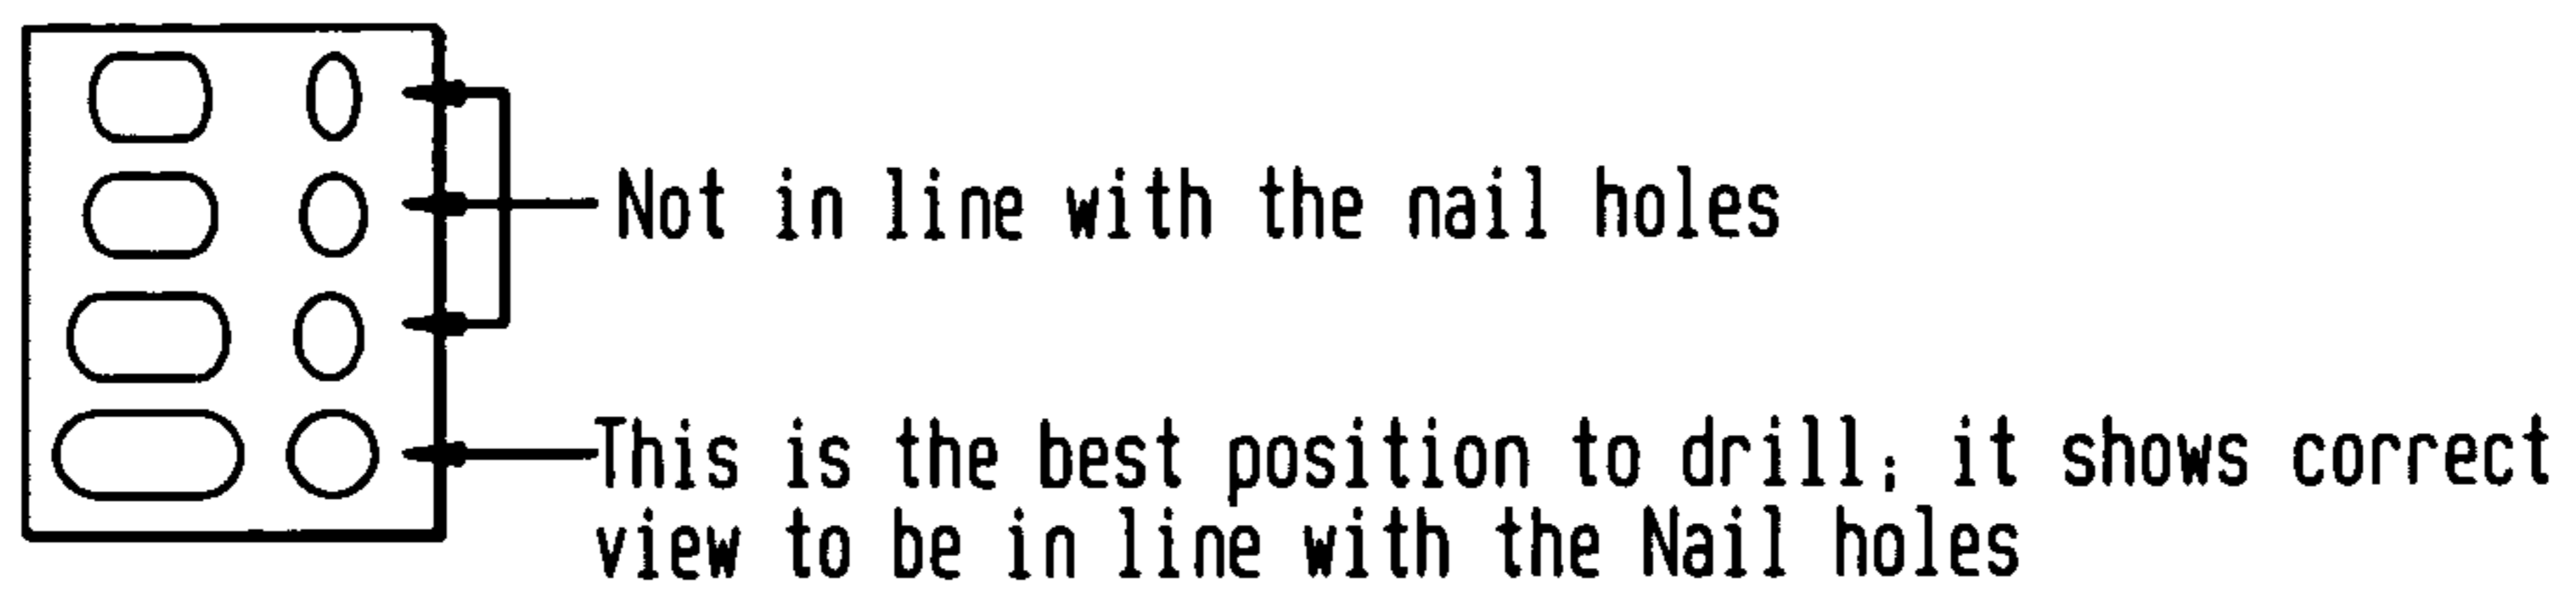 Not in line with the nail holes
This is the best position to drill; it shows correct
view to be in line with the Nail holes